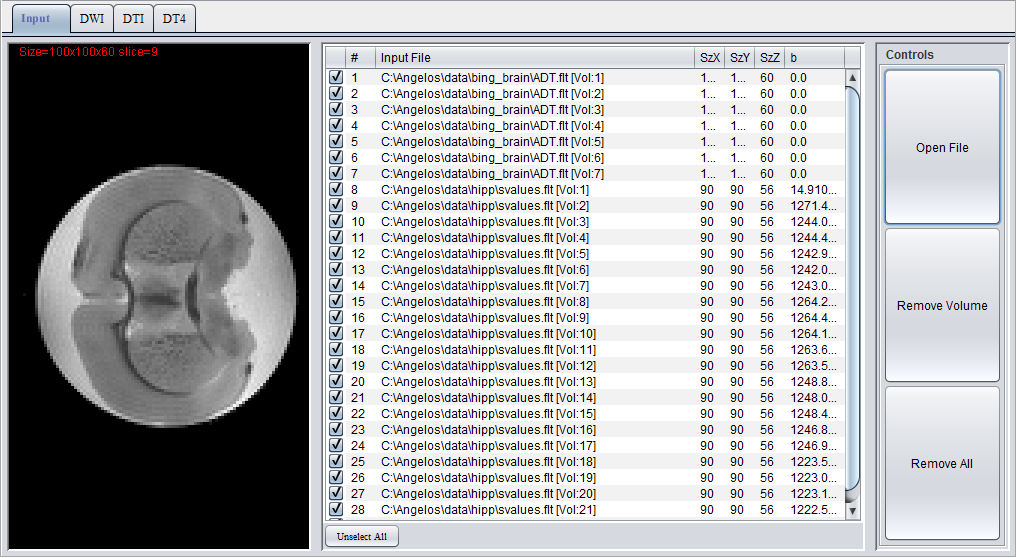 Input DWI DTI DT4
Size=100x100x60 slice=9
# Input File SzX SzY SzZ b
1 C:\Angelos\data\bing_brain\ADT.flt [Vol:1] 1... 1... 60 0.0
2 C:\Angelos\data\bing_brain\ADT.flt [Vol:2] 1... 1... 60 0.0
3 C:\Angelos\data\bing_brain\ADT.flt [Vol:3] 1... 1... 60 0.0
4 C:\Angelos\data\bing_brain\ADT.flt [Vol:4] 1... 1... 60 0.0
5 C:\Angelos\data\bing_brain\ADT.flt [Vol:5] 1... 1... 60 0.0
6 C:\Angelos\data\bing_brain\ADT.flt [Vol:6] 1... 1... 60 0.0
7 C:\Angelos\data\bing_brain\ADT.flt [Vol:7] 1... 1... 60 0.0
8 C:\Angelos\data\hipp\svalues.flt [Vol:1] 90 90 56 14.910...
9 C:\Angelos\data\hipp\svalues.flt [Vol:2] 90 90 56 1271.4...
10 C:\Angelos\data\hipp\svalues.flt [Vol:3] 90 90 56 1244.0...
11 C:\Angelos\data\hipp\svalues.flt [Vol:4] 90 90 56 1244.4...
12 C:\Angelos\data\hipp\svalues.flt [Vol:5] 90 90 56 1242.9...
13 C:\Angelos\data\hipp\svalues.flt [Vol:6] 90 90 56 1242.0...
14 C:\Angelos\data\hipp\svalues.flt [Vol:7] 90 90 56 1243.0...
15 C:\Angelos\data\hipp\svalues.flt [Vol:8] 90 90 56 1264.2...
16 C:\Angelos\data\hipp\svalues.flt [Vol:9] 90 90 56 1264.4...
17 C:\Angelos\data\hipp\svalues.flt [Vol:10] 90 90 56 1264.1...
18 C:\Angelos\data\hipp\svalues.flt [Vol:11] 90 90 56 1263.6...
19 C:\Angelos\data\hipp\svalues.flt [Vol:12] 90 90 56 1263.5...
20 C:\Angelos\data\hipp\svalues.flt [Vol:13] 90 90 56 1248.8...
21 C:\Angelos\data\hipp\svalues.flt [Vol:14] 90 90 56 1248.0...
22 C:\Angelos\data\hipp\svalues.flt [Vol:15] 90 90 56 1248.4...
23 C:\Angelos\data\hipp\svalues.flt [Vol:16] 90 90 56 1246.8...
24 C:\Angelos\data\hipp\svalues.flt [Vol:17] 90 90 56 1246.9...
25 C:\Angelos\data\hipp\svalues.flt [Vol:18] 90 90 56 1223.5...
26 C:\Angelos\data\hipp\svalues.flt [Vol:19] 90 90 56 1223.0...
27 C:\Angelos\data\hipp\svalues.flt [Vol:20] 90 90 56 1223.1...
28 C:\Angelos\data\hipp\svalues.flt [Vol:21] 90 90 56 1222.5...
Unselect All
Controls
Open File
Remove Volume
Remove All